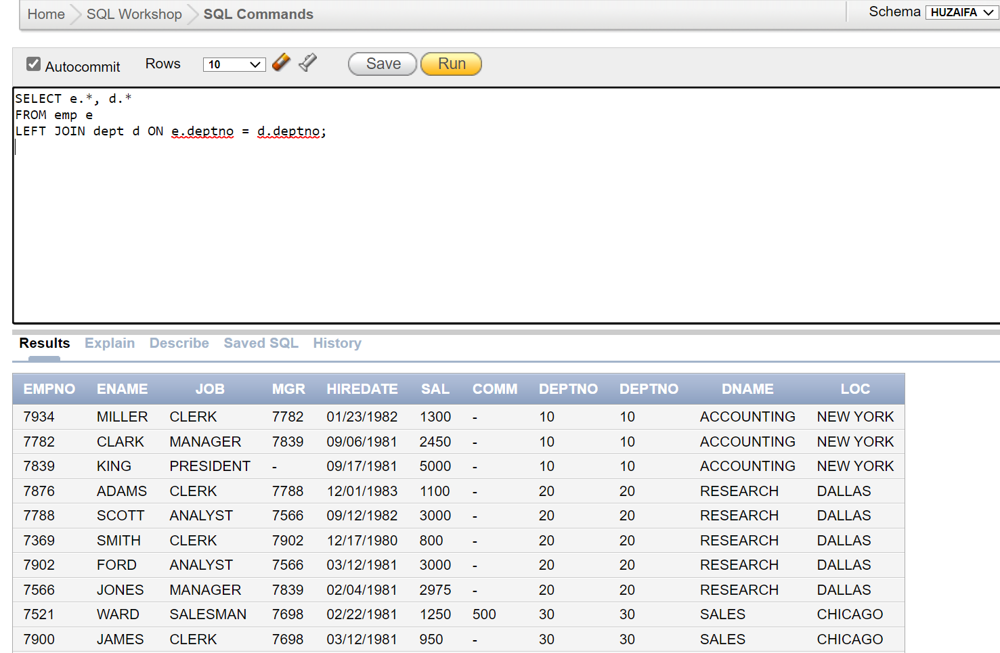 Home SQL Workshop SQL Commands Schema HUZAIFA
Autocommit Rows 10 Save Run
SELECT e.*, d.*
FROM emp e
LEFT JOIN dept d ON e.deptno = d.deptno;
Results Explain Describe Saved SQL History
EMPNO ENAME JOB MGR HIREDATE SAL COMM DEPTNO DEPTNO DNAME LOC
7934 MILLER CLERK 7782 01/23/1982 1300 - 10 10 ACCOUNTING NEW YORK
7782 CLARK MANAGER 7839 09/06/1981 2450 - 10 10 ACCOUNTING NEW YORK
7839 KING PRESIDENT - 09/17/1981 5000 - 10 10 ACCOUNTING NEW YORK
7876 ADAMS CLERK 7788 12/01/1983 1100 - 20 20 RESEARCH DALLAS
7788 SCOTT ANALYST 7566 09/12/1982 3000 - 20 20 RESEARCH DALLAS
7369 SMITH CLERK 7902 12/17/1980 800 - 20 20 RESEARCH DALLAS
7902 FORD ANALYST 7566 03/12/1981 3000 - 20 20 RESEARCH DALLAS
7566 JONES MANAGER 7839 02/04/1981 2975 - 20 20 RESEARCH DALLAS
7521 WARD SALESMAN 7698 02/22/1981 1250 500 30 30 SALES CHICAGO
7900 JAMES CLERK 7698 03/12/1981 950 - 30 30 SALES CHICAGO